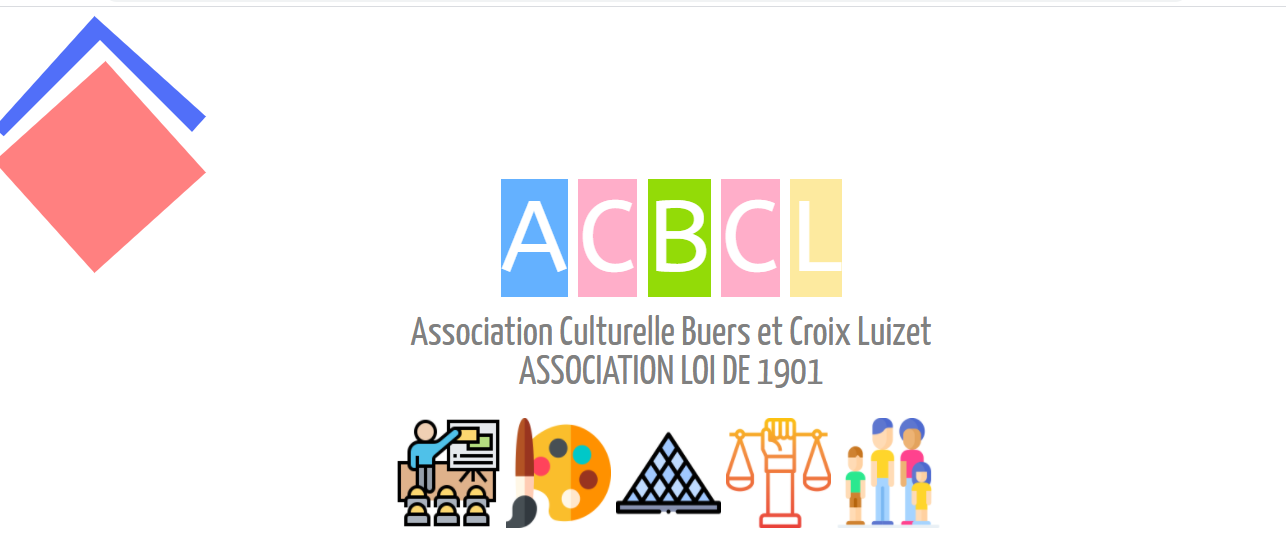 ACBCL
Association Culturelle Buers et Croix Luizet
ASSOCIATION LOI DE 1901